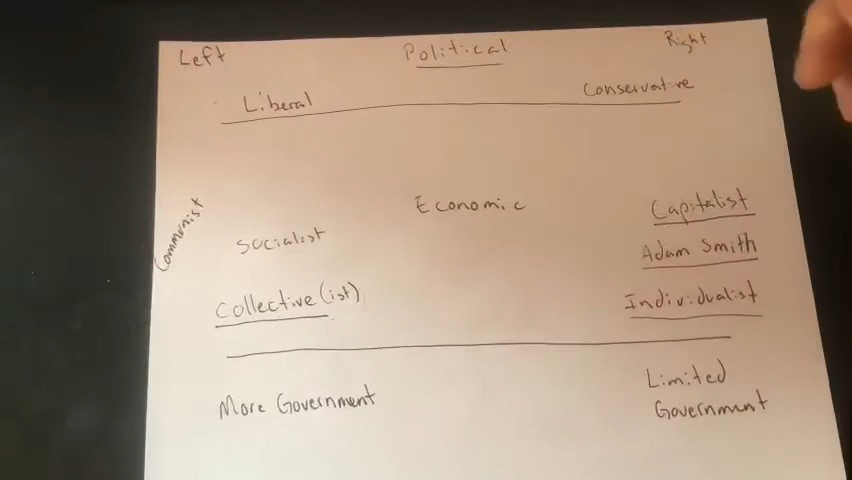 Left Political Right
Liberal Conservative
Communist
Economic
Capitalist
Socialist
Adam Smith
Collective(ist)
Individualist
More Government
Limited
Government